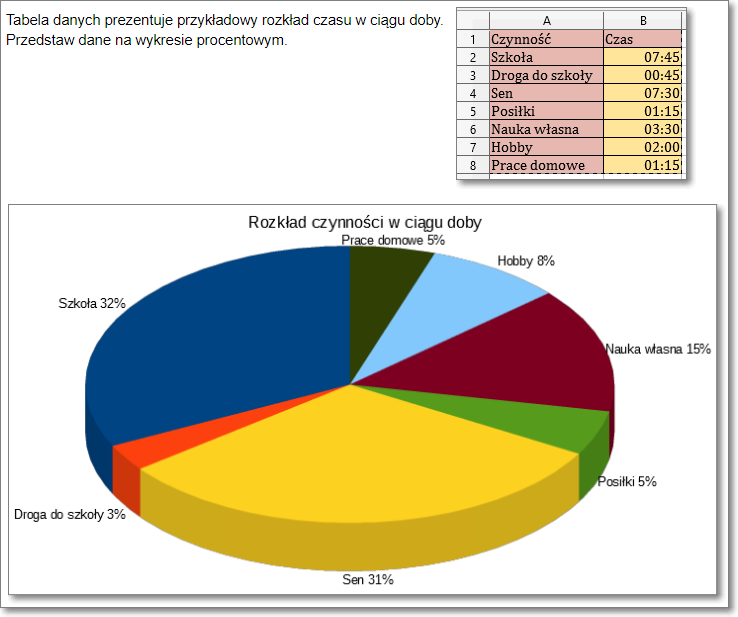 Tabela danych prezentuje przykładowy rozkład czasu w ciągu doby.
Przedstaw dane na wykresie procentowym.
A B
1 Czynność Czas
2 Szkoła 07:45
3 Droga do szkoły 00:45
4 Sen 07:30
5 Posiłki 01:15
6 Nauka własna 03:30
7 Hobby 02:00
8 Prace domowe 01:15
Rozkład czynności w ciągu doby
Prace domowe 5%
Hobby 8%
Szkoła 32%
Nauka własna 15%
Posiłki 5%
Droga do szkoły 3%
Sen 31%